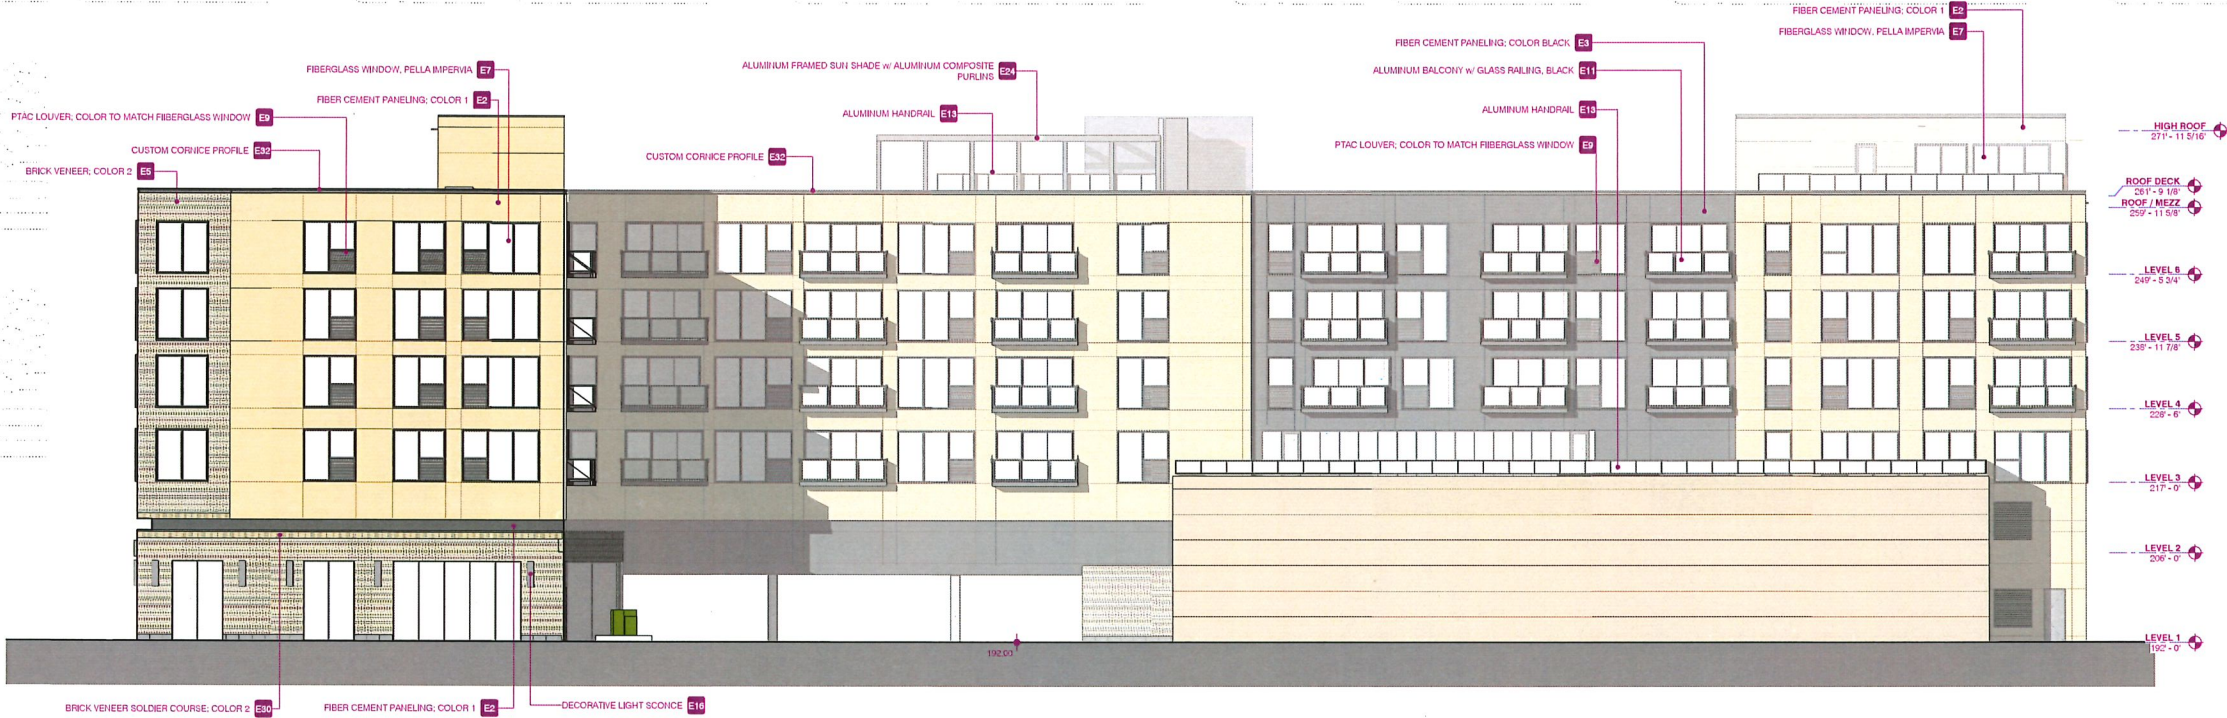 FIBER CEMENT PANELING; COLOR 1 E2
FIBERGLASS WINDOW, PELLA IMPERVIA E7
FIBER CEMENT PANELING; COLOR BLACK E3
ALUMINUM FRAMED SUN SHADE w/ ALUMINUM COMPOSITE
PURLINS E24
FIBERGLASS WINDOW, PELLA IMPERVIA E7
ALUMINUM BALCONY w/ GLASS RAILING, BLACK E11
FIBER CEMENT PANELING; COLOR 1 E2
ALUMINUM HANDRAIL E13
ALUMINUM HANDRAIL E13
PTAC LOUVER; COLOR TO MATCH FIIBERGLASS WINDOW E9
HIGH ROOF
271' - 11 5/16"
PTAC LOUVER; COLOR TO MATCH FIIBERGLASS WINDOW E9
CUSTOM CORNICE PROFILE E32
CUSTOM CORNICE PROFILE E32
BRICK VENEER; COLOR 2 E5
ROOF DECK
261' - 9 1/8"
ROOF / MEZZ
259' - 11 5/8"
LEVEL 6
249' - 5 3/4"
LEVEL 5
238' - 11 7/8"
LEVEL 4
228' - 6"
LEVEL 3
217' - 0"
LEVEL 2
206' - 0"
LEVEL 1
192' - 0"
192.00
BRICK VENEER SOLDIER COURSE; COLOR 2 E30
FIBER CEMENT PANELING; COLOR 1 E2
DECORATIVE LIGHT SCONCE E16